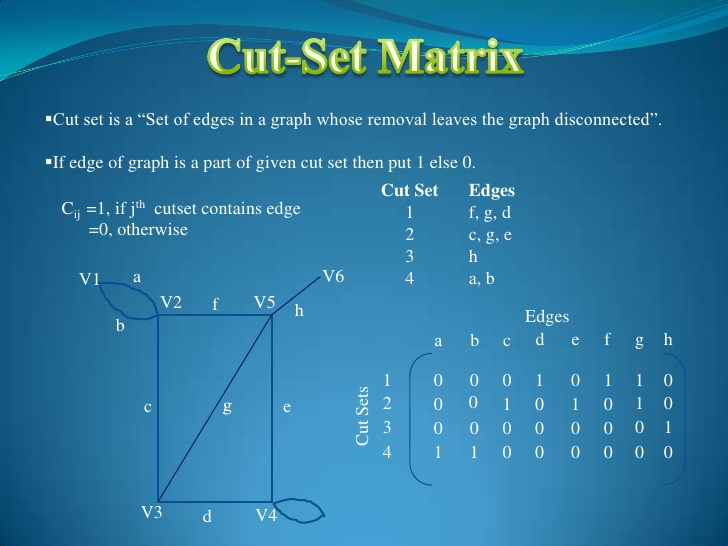 Cut-Set Matrix
▪Cut set is a “Set of edges in a graph whose removal leaves the graph disconnected”.
▪If edge of graph is a part of given cut set then put 1 else 0.
Cij =1, if jth cutset contains edge
=0, otherwise
Cut Set Edges
1 f, g, d
2 c, g, e
3 h
4 a, b
V1 a V6
V2 f V5 h
b
c g e
V3 d V4
Edges
a b c d e f g h
Cut Sets
1 0 0 0 1 0 1 1 0
2 0 0 1 0 1 0 1 0
3 0 0 0 0 0 0 0 1
4 1 1 0 0 0 0 0 0